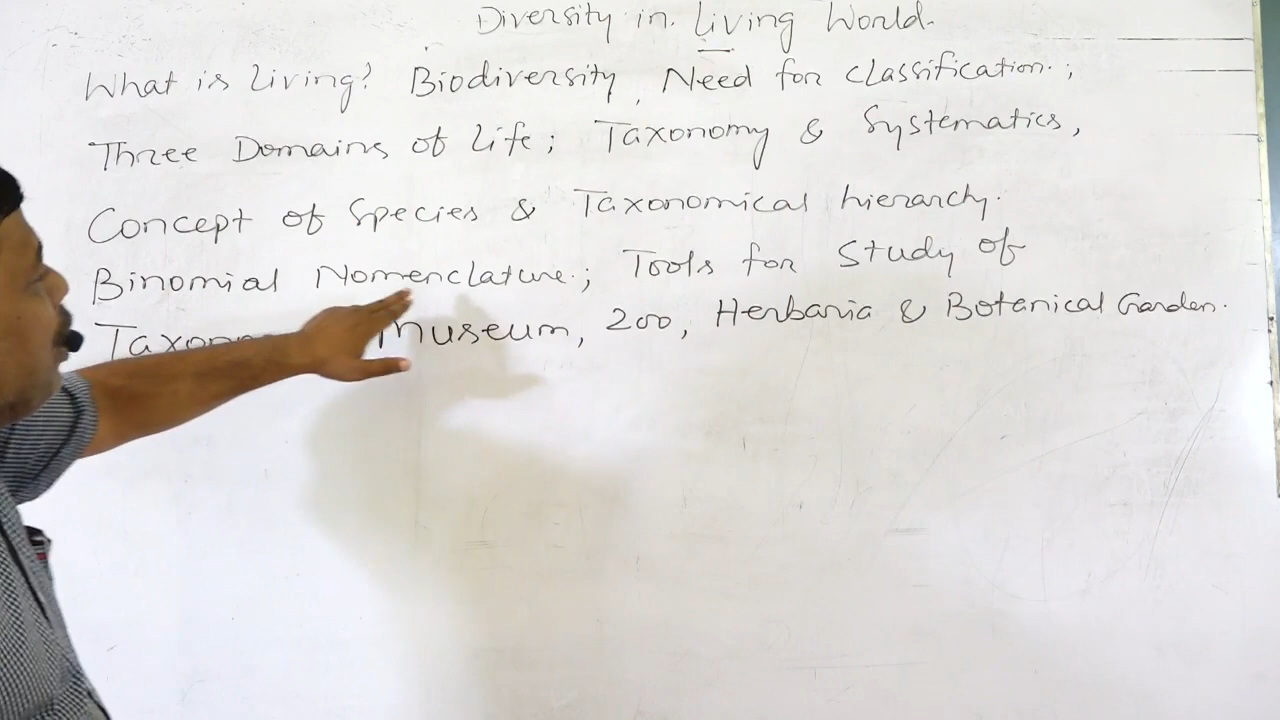 Diversity in Living World.
What is living? Biodiversity, Need for classification.;
Three Domains of life; Taxonomy & Systematics,
Concept of Species & Taxonomical hierarchy.
Binomial Nomenclature.; Tools for Study of
Museum, Zoo, Herbaria & Botanical Garden.